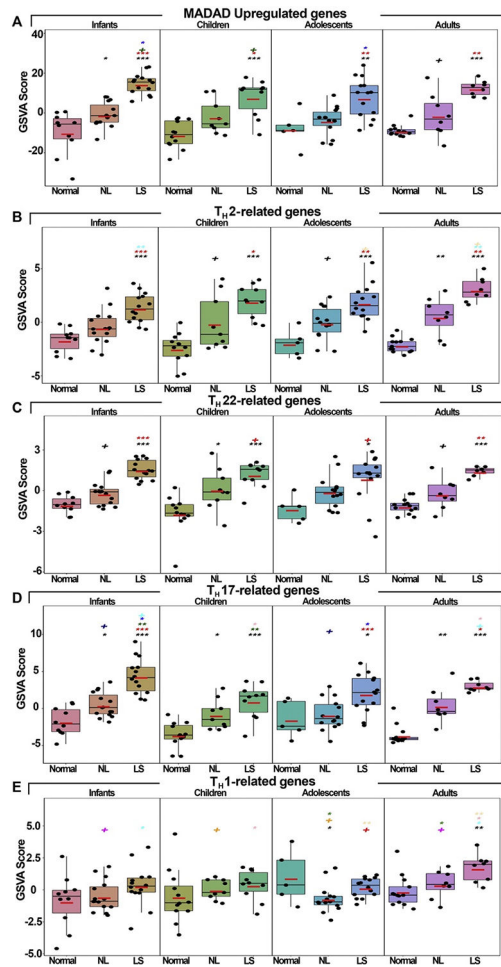 A MADAD Upregulated genes
Infants Children Adolescents Adults
GSVA Score
40
20
0
-20
* *** *** ** *** ** *** ** ***
Normal NL LS Normal NL LS Normal NL LS Normal NL LS
B TH2-related genes
Infants Children Adolescents Adults
GSVA Score
5
0
-5
Normal NL LS Normal NL LS Normal NL LS Normal NL LS
C TH22-related genes
Infants Children Adolescents Adults
GSVA Score
3
0
-3
-6
Normal NL LS Normal NL LS Normal NL LS Normal NL LS
D TH17-related genes
Infants Children Adolescents Adults
GSVA Score
10
5
0
-5
Normal NL LS Normal NL LS Normal NL LS Normal NL LS
E TH1-related genes
Infants Children Adolescents Adults
GSVA Score
5.0
2.5
0
-2.5
-5.0
Normal NL LS Normal NL LS Normal NL LS Normal NL LS